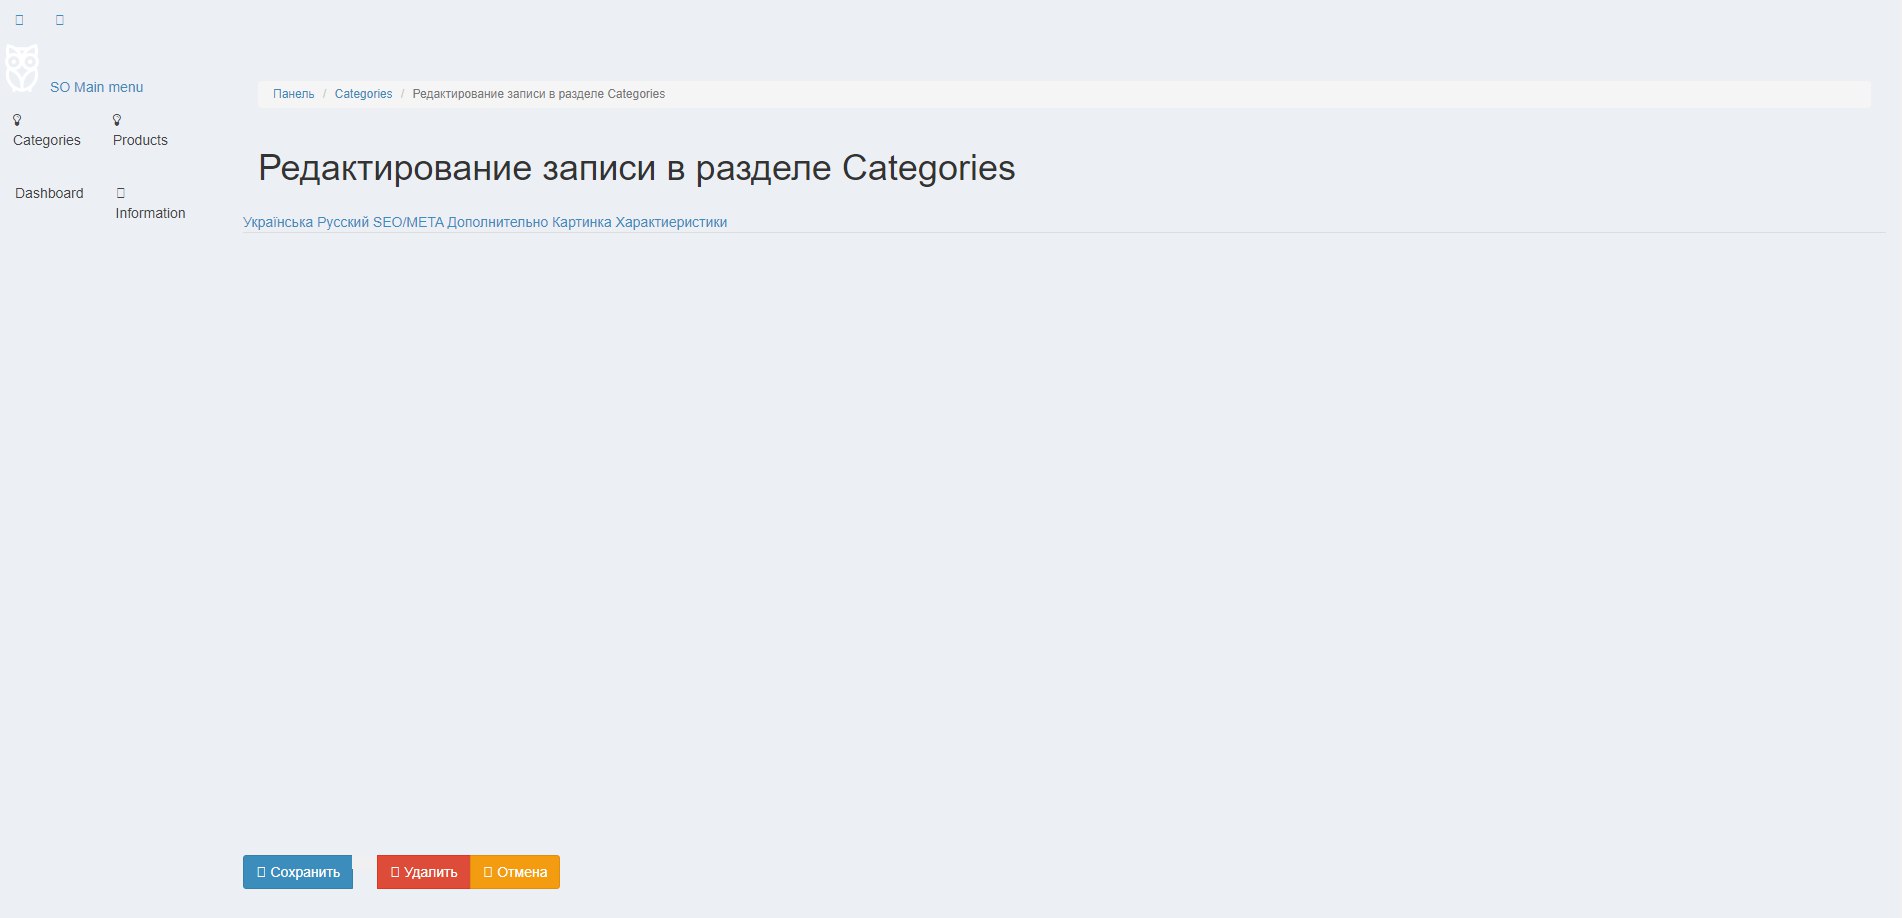 SO Main menu
Categories
Products
Dashboard
Information
Панель / Categories / Редактирование записи в разделе Categories
Редактирование записи в разделе Categories
Українська Русский SEO/META Дополнительно Картинка Характиеристики
Сохранить
Удалить
Отмена